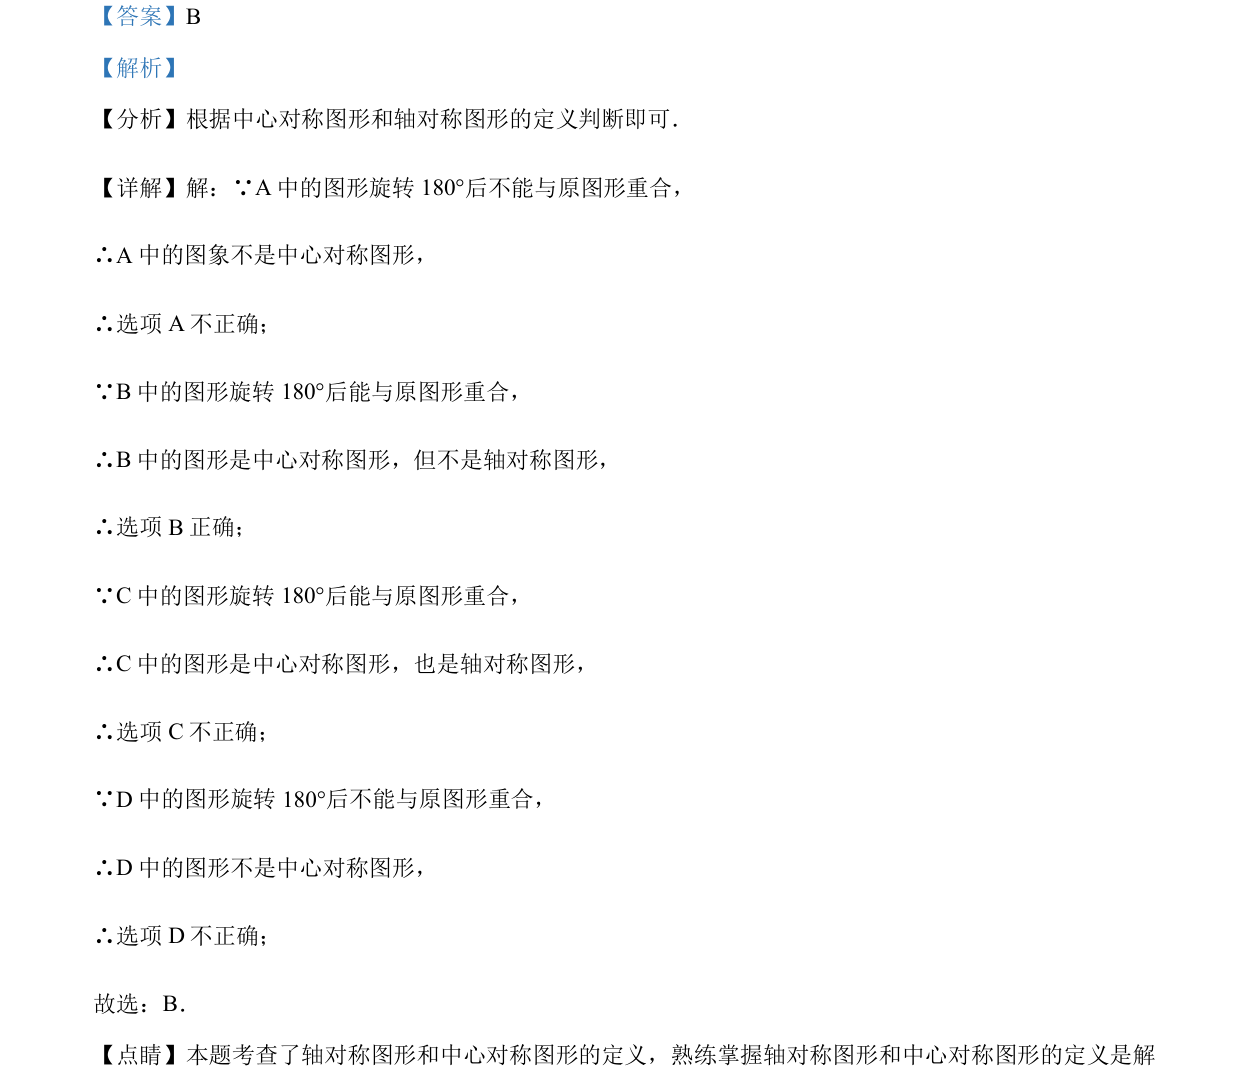 【答案】B
【解析】
【分析】根据中心对称图形和轴对称图形的定义判断即可．
【详解】解：∵A 中的图形旋转 180°后不能与原图形重合，
∴A 中的图象不是中心对称图形，
∴选项 A 不正确；
∵B 中的图形旋转 180°后能与原图形重合，
∴B 中的图形是中心对称图形，但不是轴对称图形，
∴选项 B 正确；
∵C 中的图形旋转 180°后能与原图形重合，
∴C 中的图形是中心对称图形，也是轴对称图形，
∴选项 C 不正确；
∵D 中的图形旋转 180°后不能与原图形重合，
∴D 中的图形不是中心对称图形，
∴选项 D 不正确；
故选：B．
【点睛】本题考查了轴对称图形和中心对称图形的定义，熟练掌握轴对称图形和中心对称图形的定义是解